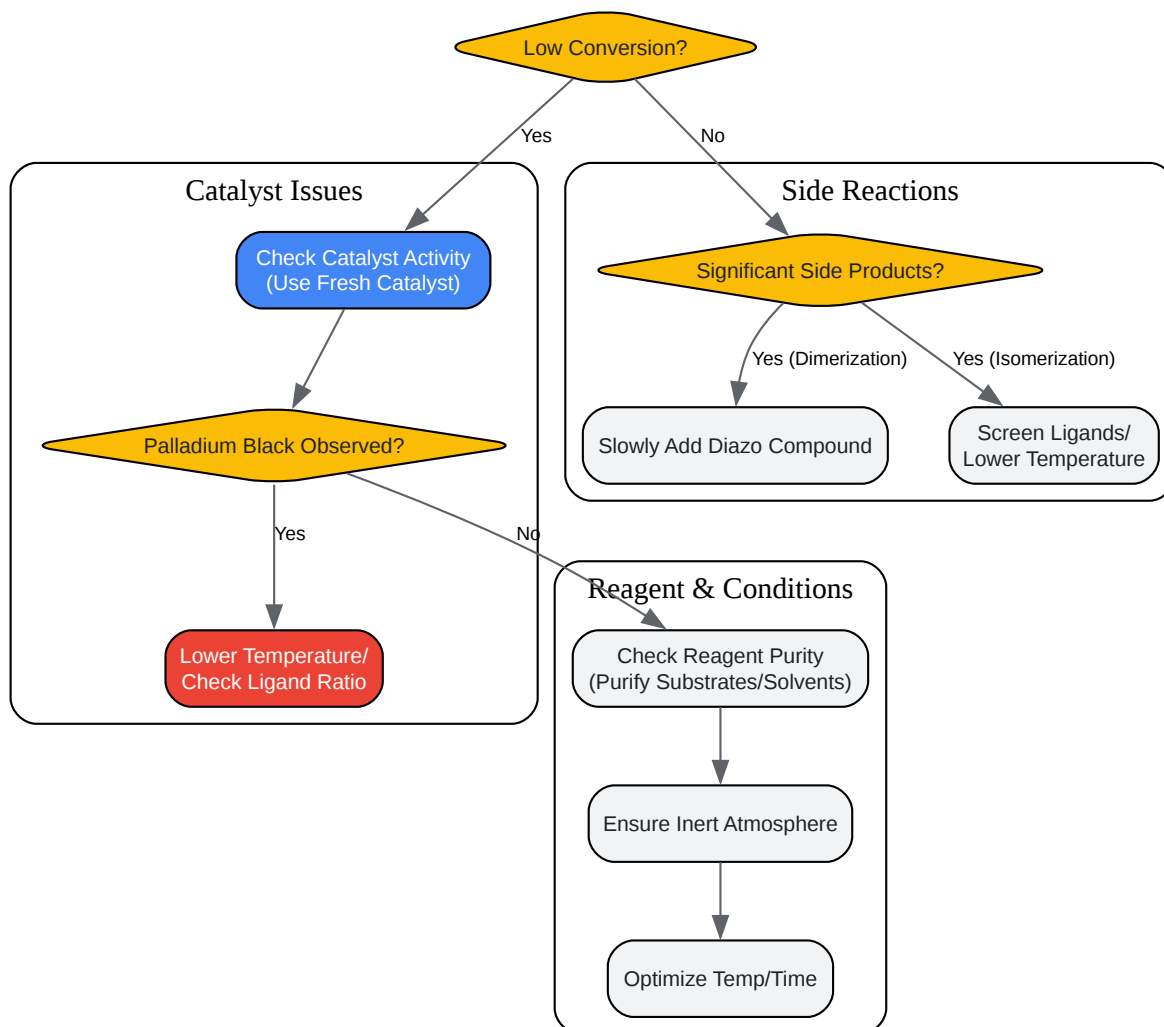 Low Conversion?
Yes
No
Catalyst Issues
Side Reactions
Check Catalyst Activity
(Use Fresh Catalyst)
Significant Side Products?
Yes (Dimerization)
Yes (Isomerization)
Palladium Black Observed?
Slowly Add Diazo Compound
Screen Ligands/
Lower Temperature
Yes
No
Reagent & Conditions
Lower Temperature/
Check Ligand Ratio
Check Reagent Purity
(Purify Substrates/Solvents)
Ensure Inert Atmosphere
Optimize Temp/Time